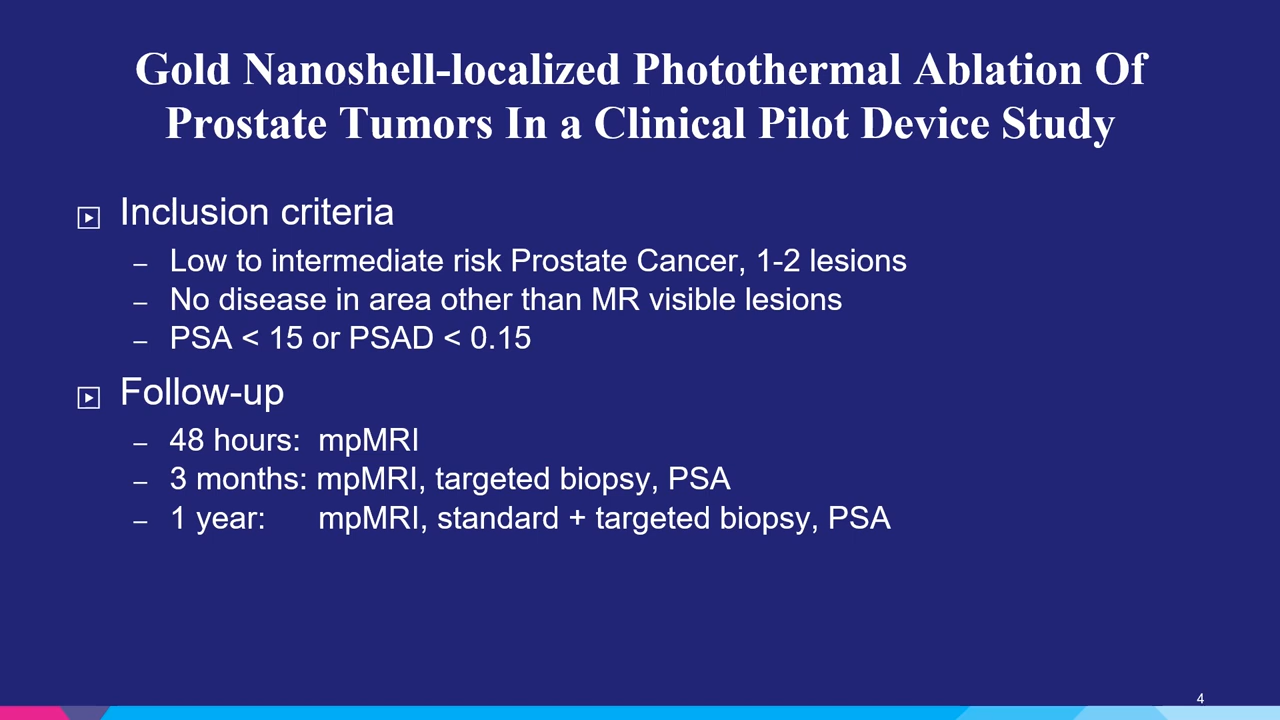 Gold Nanoshell-localized Photothermal Ablation Of
Prostate Tumors In a Clinical Pilot Device Study
Inclusion criteria
– Low to intermediate risk Prostate Cancer, 1-2 lesions
– No disease in area other than MR visible lesions
– PSA < 15 or PSAD < 0.15
Follow-up
– 48 hours: mpMRI
– 3 months: mpMRI, targeted biopsy, PSA
– 1 year: mpMRI, standard + targeted biopsy, PSA
4